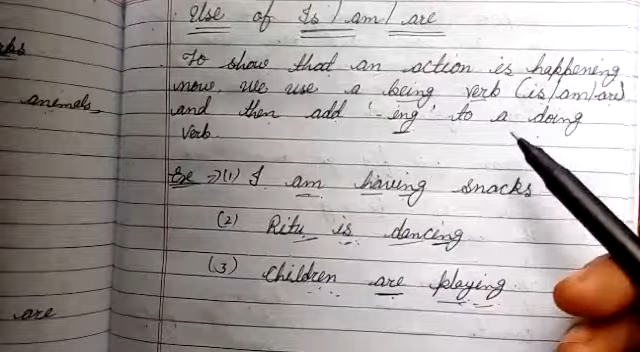 Use of Is / am / are
To show that an action is happening
now. we use a being verb (is/am/are)
and then add '-eng' to a doing
verb.
Ex → (1) I am having snacks
(2) Ritu is dancing
(3) Children are playing.
animals,
are